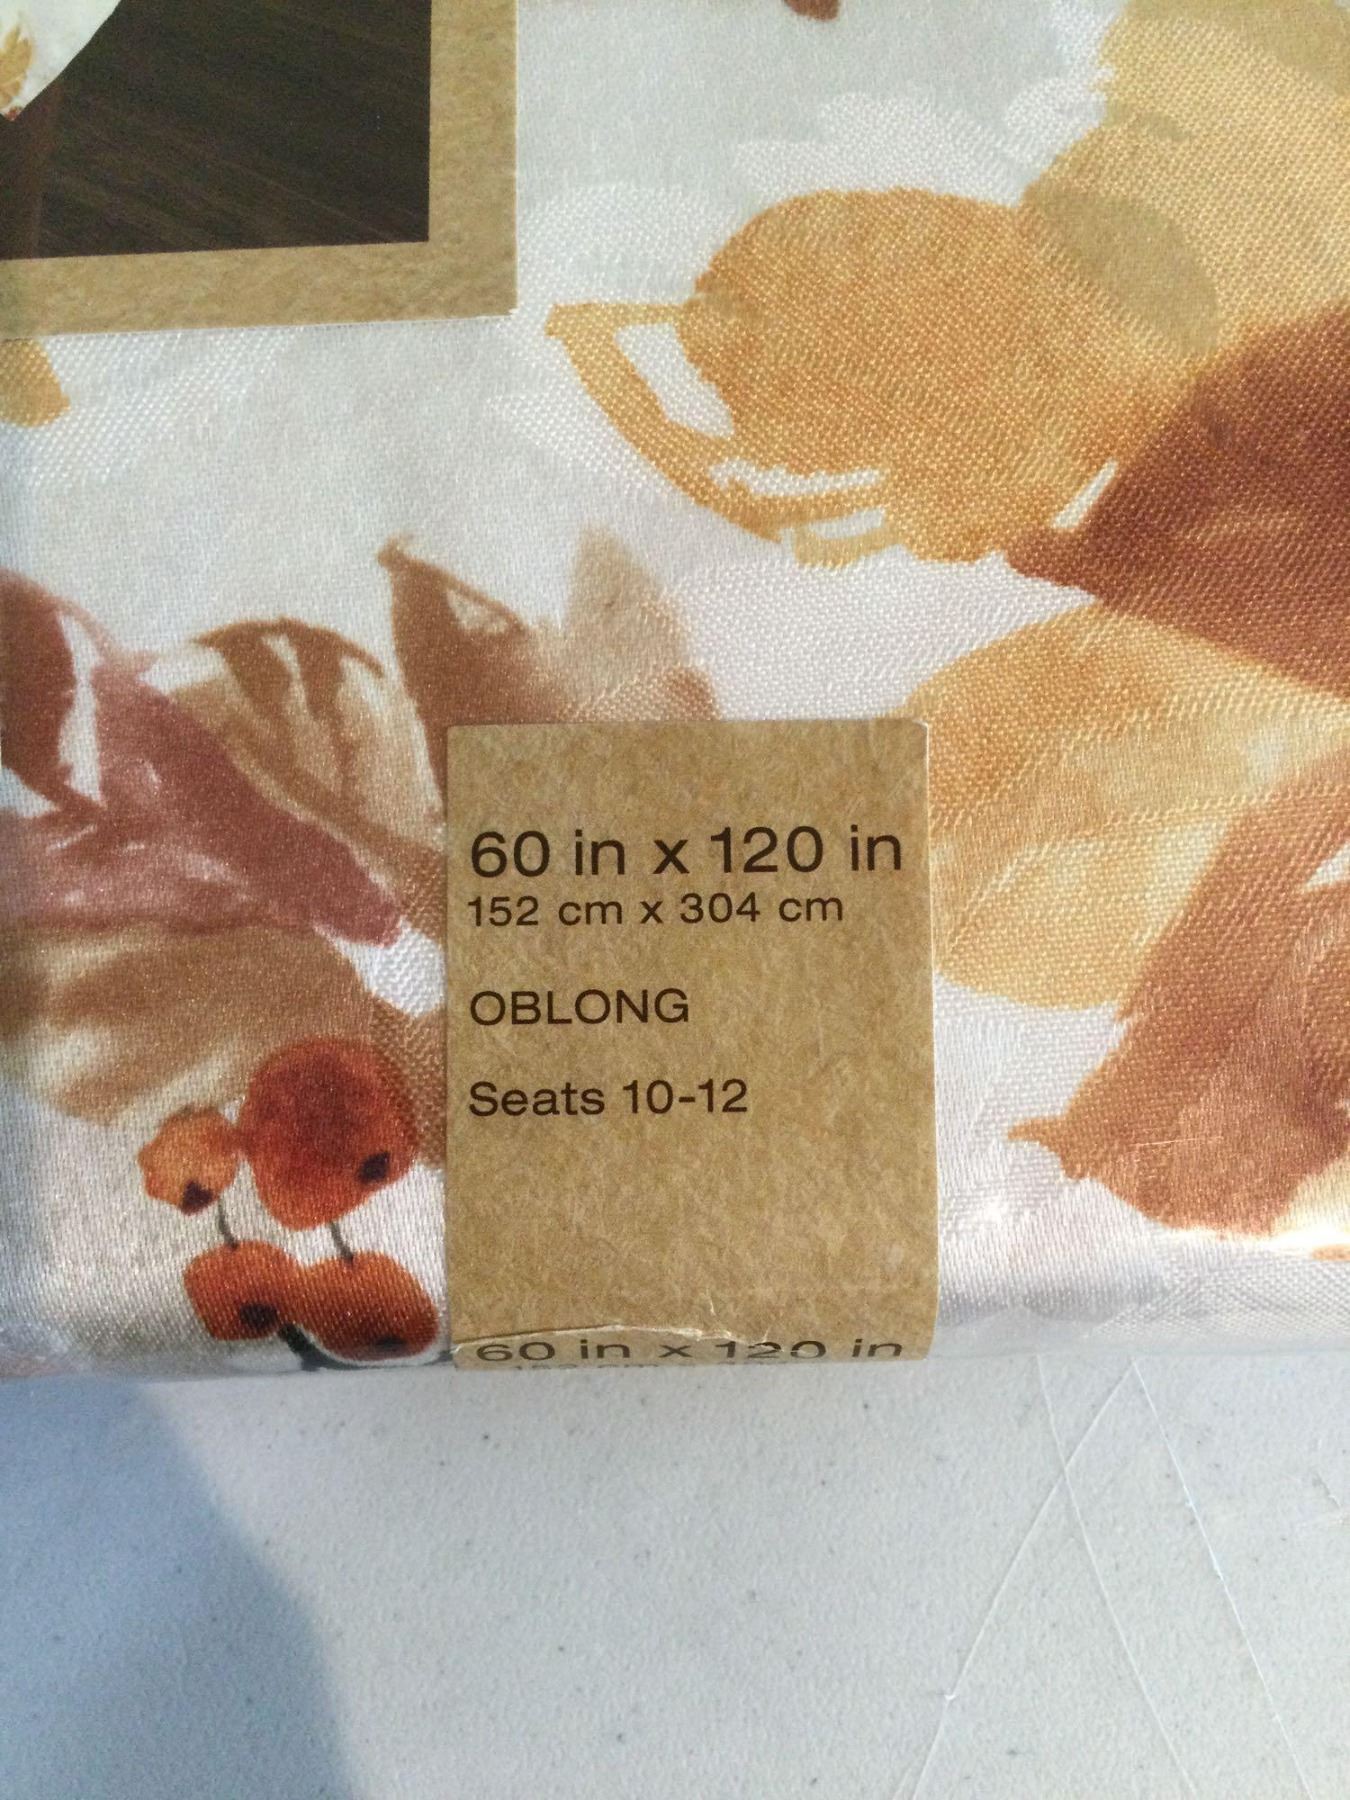 60 in x 120 in
152 cm x 304 cm
OBLONG
Seats 10-12
60 in x 120 in